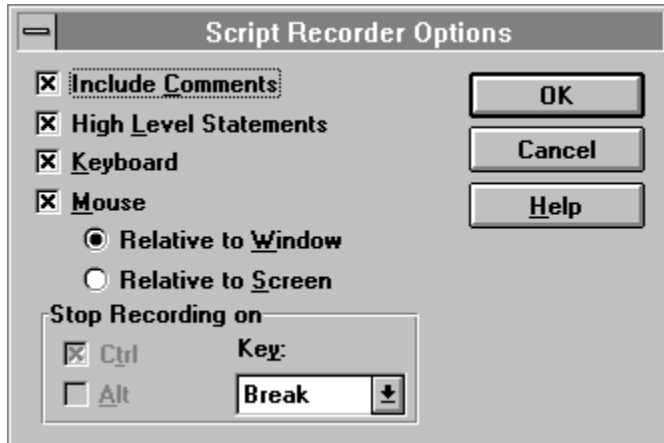 Script Recorder Options
Include Comments
High Level Statements
Keyboard
Mouse
Relative to Window
Relative to Screen
Stop Recording on
Ctrl
Alt
Key:
Break
OK
Cancel
Help